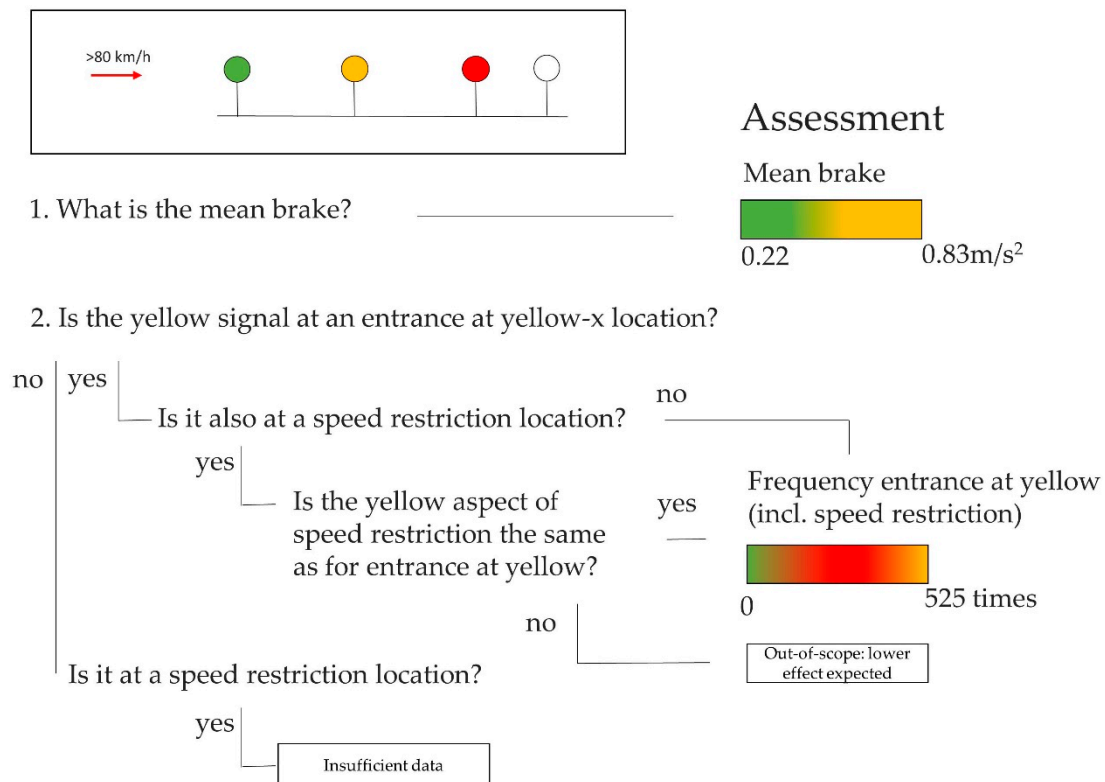 >80 km/h
Assessment
Mean brake
0.22
0.83m/s²
1. What is the mean brake?
2. Is the yellow signal at an entrance at yellow-x location?
no
yes
Is it also at a speed restriction location?
no
yes
Is the yellow aspect of
speed restriction the same
as for entrance at yellow?
yes
Frequency entrance at yellow
(incl. speed restriction)
0
525 times
no
Out-of-scope: lower
effect expected
Is it at a speed restriction location?
yes
Insufficient data